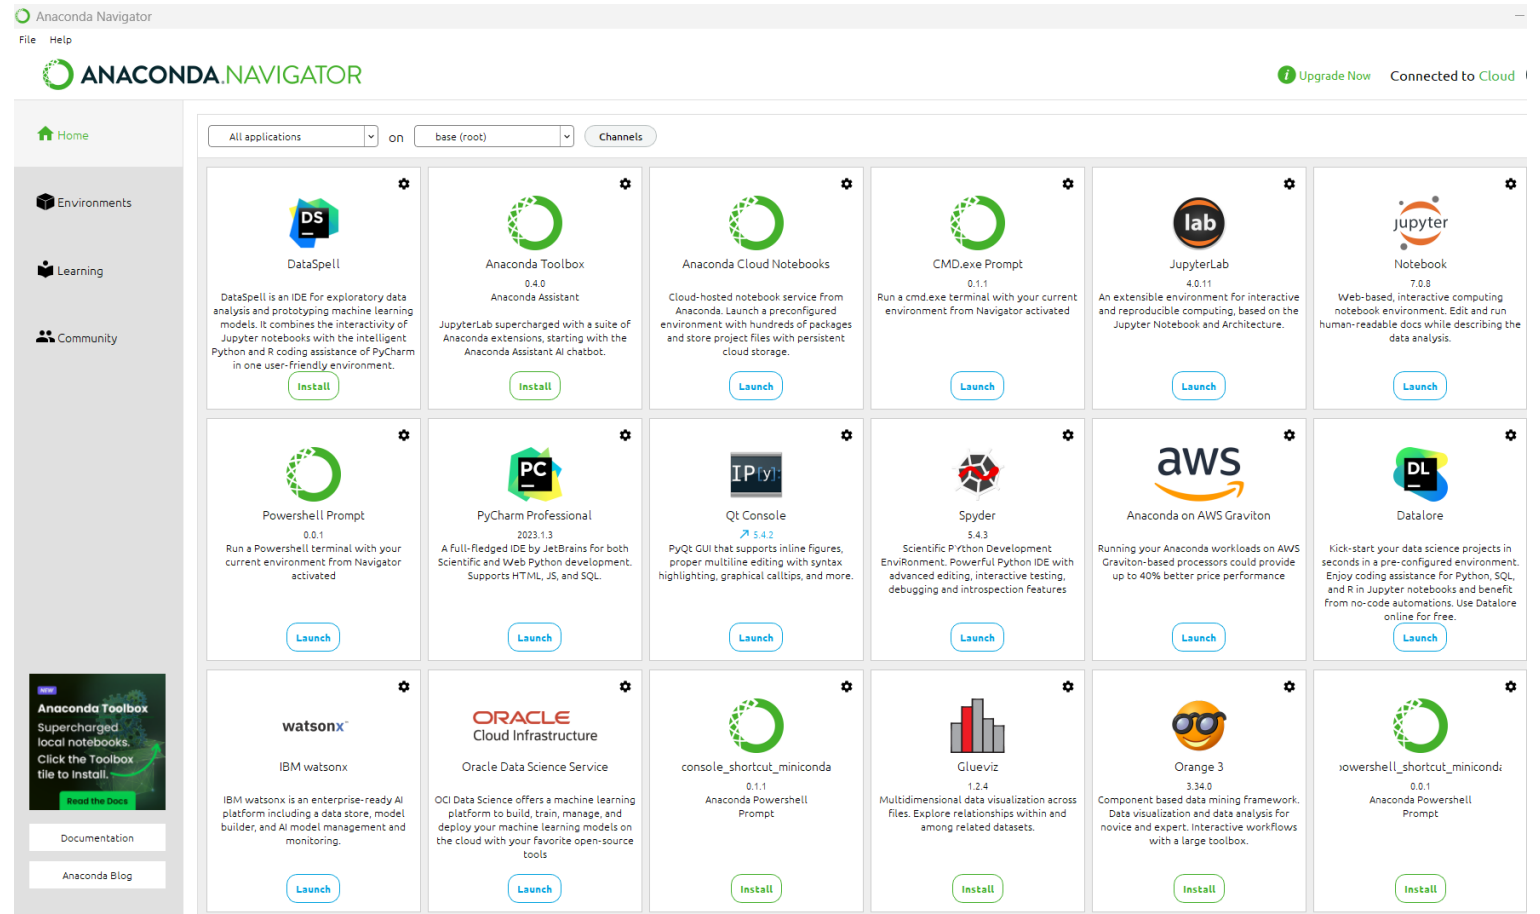 Anaconda Navigator
File Help
ANACONDA.NAVIGATOR
i Upgrade Now Connected to Cloud
Home
Environments
Learning
Community
All applications on base (root) Channels
DS
DataSpell
DataSpell is an IDE for exploratory data
analysis and prototyping machine learning
models. It combines the interactivity of
Jupyter notebooks with the intelligent
Python and R coding assistance of PyCharm
in one user-friendly environment.
Install
Anaconda Toolbox
0.4.0
Anaconda Assistant
JupyterLab supercharged with a suite of
Anaconda extensions, starting with the
Anaconda Assistant AI chatbot.
Install
Anaconda Cloud Notebooks
Cloud-hosted notebook service from
Anaconda. Launch a preconfigured
environment with hundreds of packages
and store project files with persistent
cloud storage.
Launch
CMD.exe Prompt
0.1.1
Run a cmd.exe terminal with your current
environment from Navigator activated
Launch
lab
JupyterLab
4.0.11
An extensible environment for interactive
and reproducible computing, based on the
Jupyter Notebook and Architecture.
Launch
jupyter
Notebook
7.0.8
Web-based, interactive computing
notebook environment. Edit and run
human-readable docs while describing the
data analysis.
Launch
Powershell Prompt
0.0.1
Run a Powershell terminal with your
current environment from Navigator
activated
Launch
PC
PyCharm Professional
2023.1.3
A full-fledged IDE by JetBrains for both
Scientific and Web Python development.
Supports HTML, JS, and SQL.
Launch
IP[y]:
Qt Console
5.4.2
PyQt GUI that supports inline figures,
proper multiline editing with syntax
highlighting, graphical calltips, and more.
Launch
Spyder
5.4.3
Scientific PYthon Development
EnviRonment. Powerful Python IDE with
advanced editing, interactive testing,
debugging and introspection features
Launch
aws
Anaconda on AWS Graviton
Running your Anaconda workloads on AWS
Graviton-based processors could provide
up to 40% better price performance
Launch
DL
Datalore
Kick-start your data science projects in
seconds in a pre-configured environment.
Enjoy coding assistance for Python, SQL,
and R in Jupyter notebooks and benefit
from no-code automations. Use Datalore
online for free.
Launch
watsonx
IBM watsonx
IBM watsonx is an enterprise-ready AI
platform including a data store, model
builder, and AI model management and
monitoring.
Launch
ORACLE
Cloud Infrastructure
Oracle Data Science Service
OCI Data Science offers a machine learning
platform to build, train, manage, and
deploy your machine learning models on
the cloud with your favorite open-source
tools
Launch
console_shortcut_miniconda
0.1.1
Anaconda Powershell
Prompt
Install
Glueviz
1.2.4
Multidimensional data visualization across
files. Explore relationships within and
among related datasets.
Install
Orange 3
3.34.0
Component based data mining framework.
Data visualization and data analysis for
novice and expert. Interactive workflows
with a large toolbox.
Install
powershell_shortcut_miniconda
0.0.1
Anaconda Powershell
Prompt
Install
NEW
Anaconda Toolbox
Supercharged
local notebooks.
Click the Toolbox
tile to Install.
Read the Docs
Documentation
Anaconda Blog